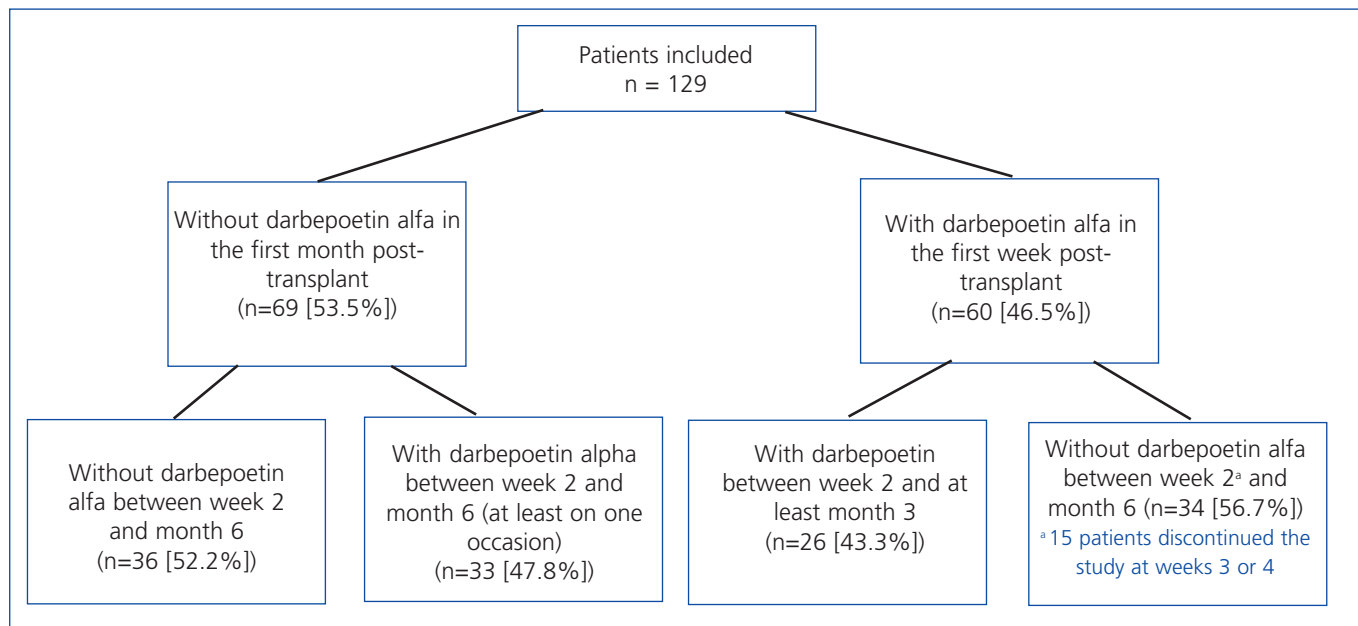 Patients included
n = 129
Without darbepoetin alfa in
the first month post-
transplant
(n=69 [53.5%])
With darbepoetin alfa in
the first week post-
transplant
(n=60 [46.5%])
Without darbepoetin
alfa between week 2
and month 6
(n=36 [52.2%])
With darbepoetin alpha
between week 2 and
month 6 (at least on one
occasion)
(n=33 [47.8%])
With darbepoetin
between week 2 and at
least month 3
(n=26 [43.3%])
Without darbepoetin alfa
between week 2ᵃ and
month 6 (n=34 [56.7%])
ᵃ 15 patients discontinued the
study at weeks 3 or 4